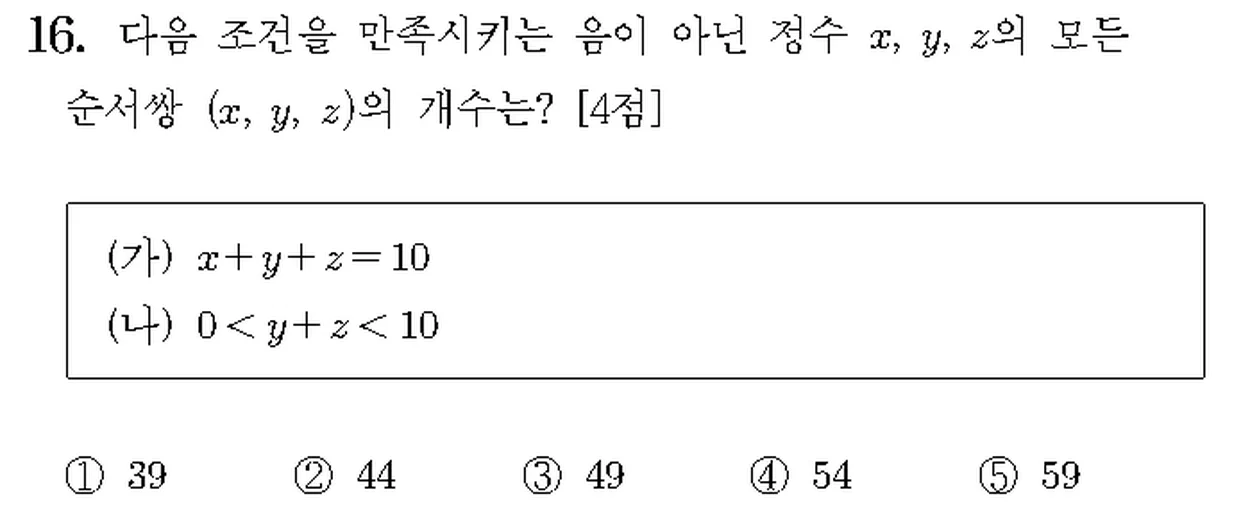 16. 다음 조건을 만족시키는 음이 아닌 정수 x, y, z의 모든
순서쌍 (x, y, z)의 개수는? [4점]
(가) x+y+z=10
(나) 0<y+z<10
① 39 ② 44 ③ 49 ④ 54 ⑤ 59